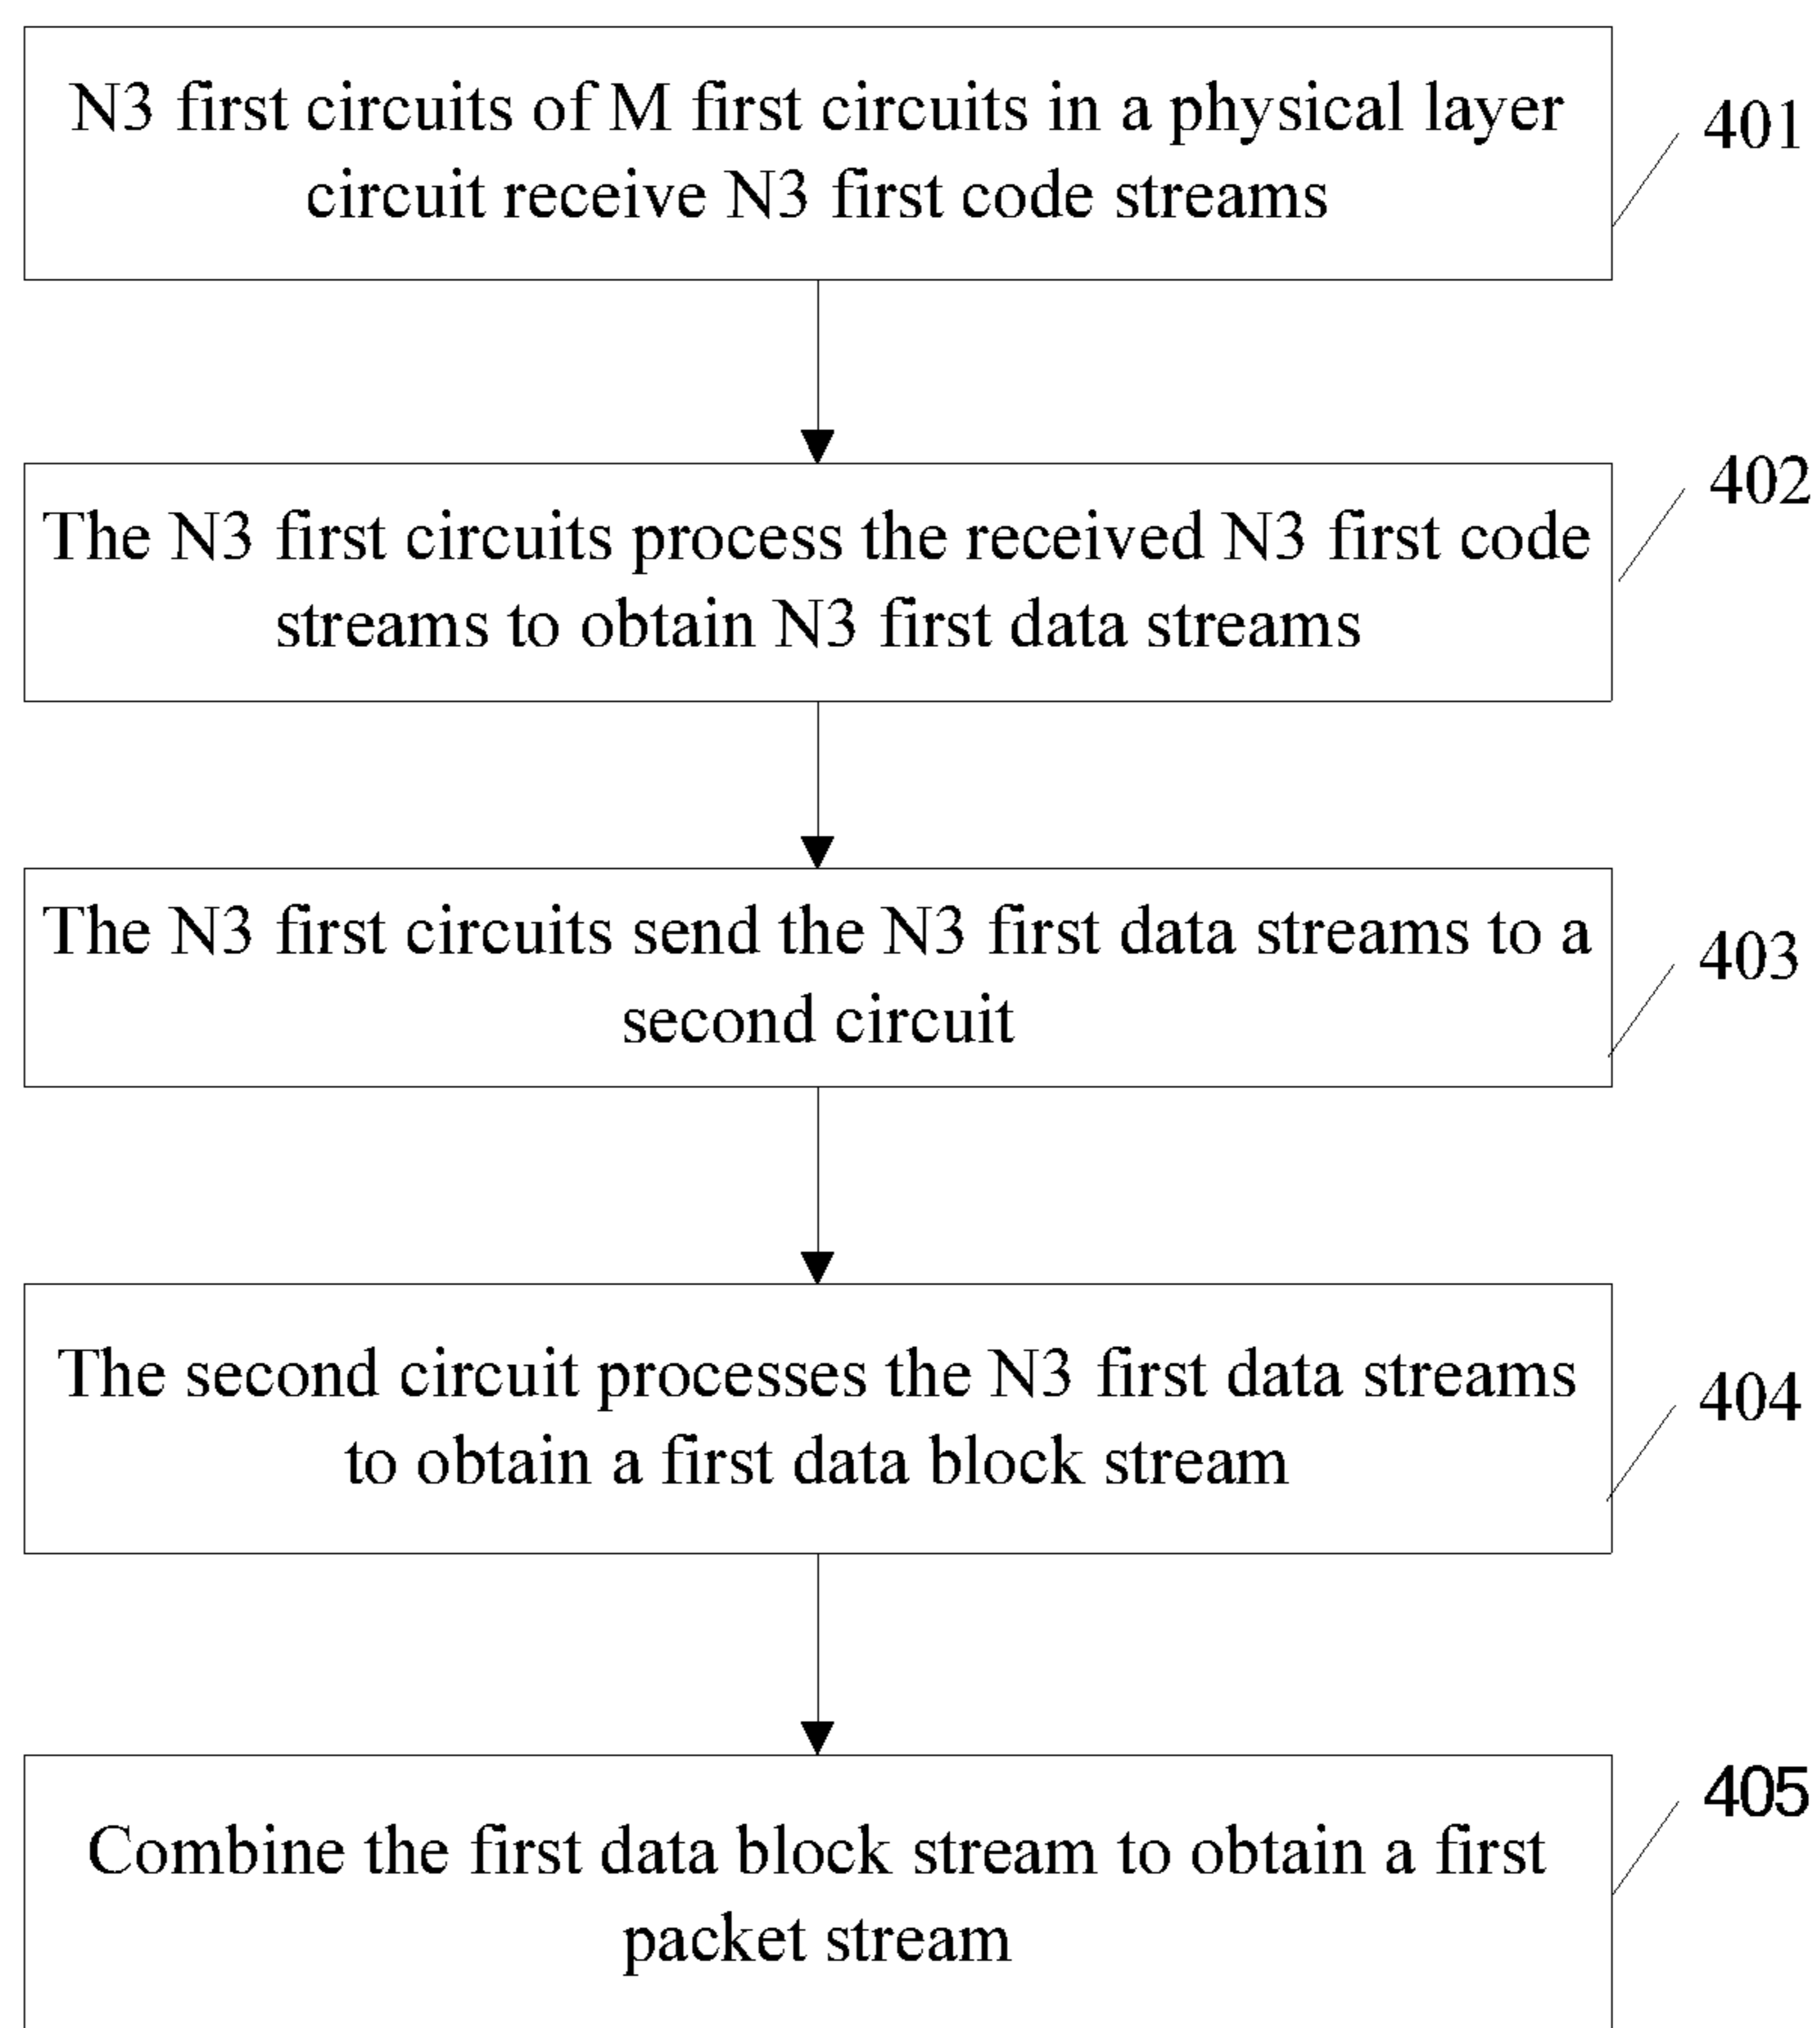 N3 first circuits of M first circuits in a physical layer
circuit receive N3 first code streams
401
The N3 first circuits process the received N3 first code
streams to obtain N3 first data streams
402
The N3 first circuits send the N3 first data streams to a
second circuit
403
The second circuit processes the N3 first data streams
to obtain a first data block stream
404
Combine the first data block stream to obtain a first
packet stream
405